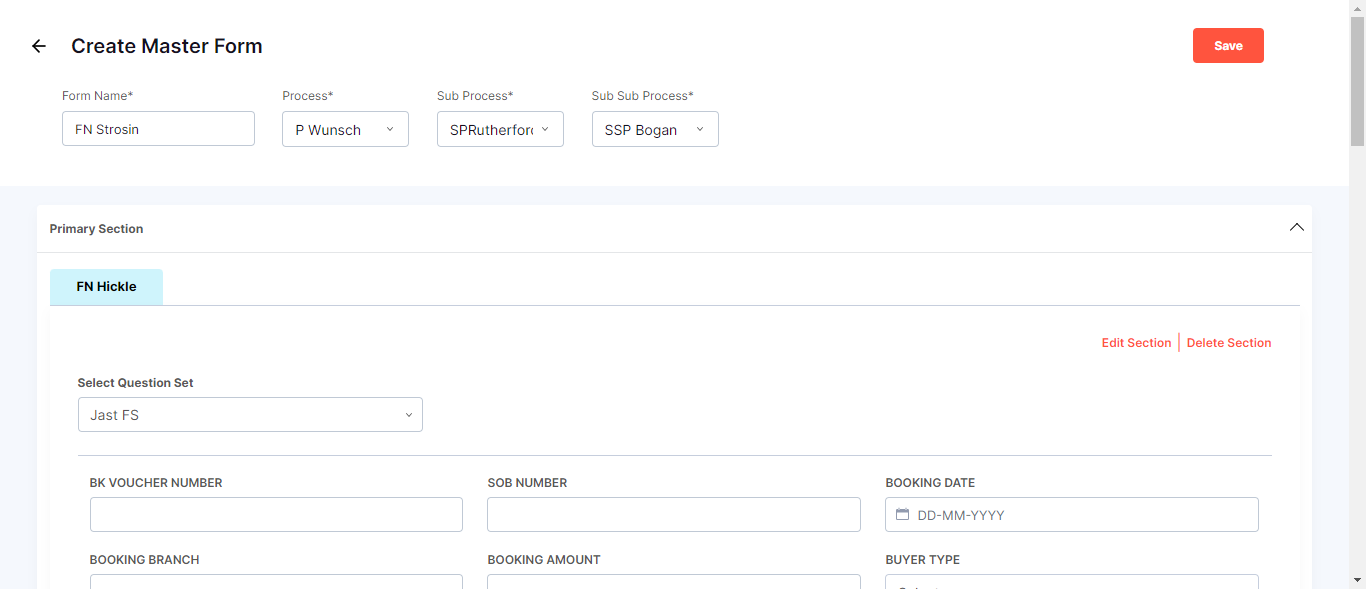 Create Master Form
Save
Form Name* Process* Sub Process* Sub Sub Process*
FN Strosin P Wunsch SPRutherford SSP Bogan
Primary Section
FN Hickle
Edit Section Delete Section
Select Question Set
Jast FS
BK VOUCHER NUMBER SOB NUMBER BOOKING DATE
DD-MM-YYYY
BOOKING BRANCH BOOKING AMOUNT BUYER TYPE